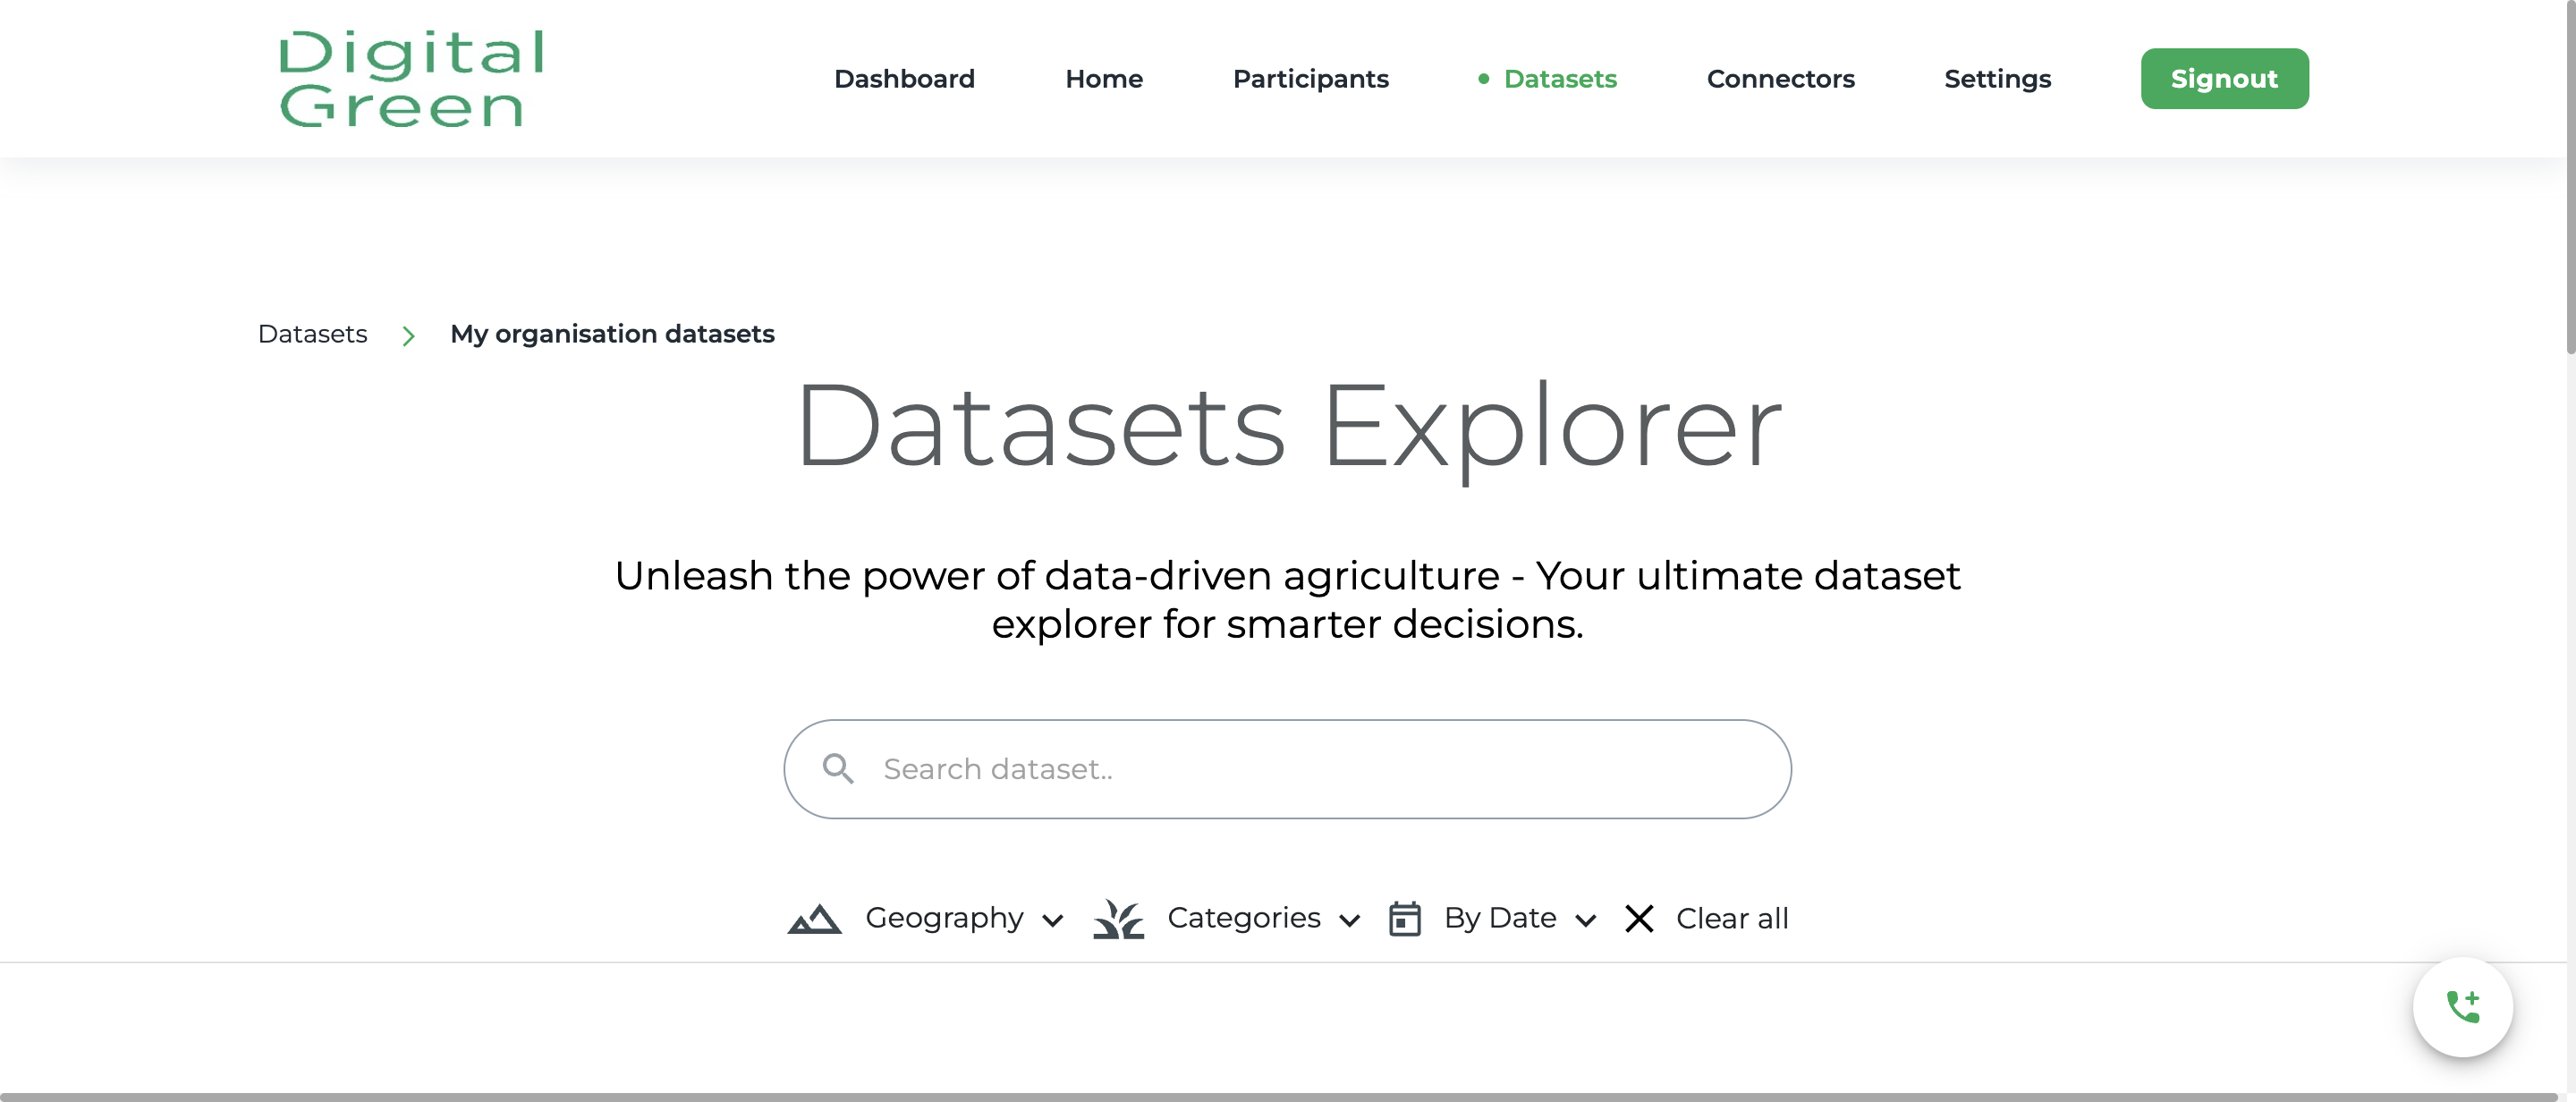 Digital
Green
Dashboard Home Participants Datasets Connectors Settings Signout
Datasets My organisation datasets
Datasets Explorer
Unleash the power of data-driven agriculture - Your ultimate dataset
explorer for smarter decisions.
Search dataset..
Geography Categories By Date Clear all